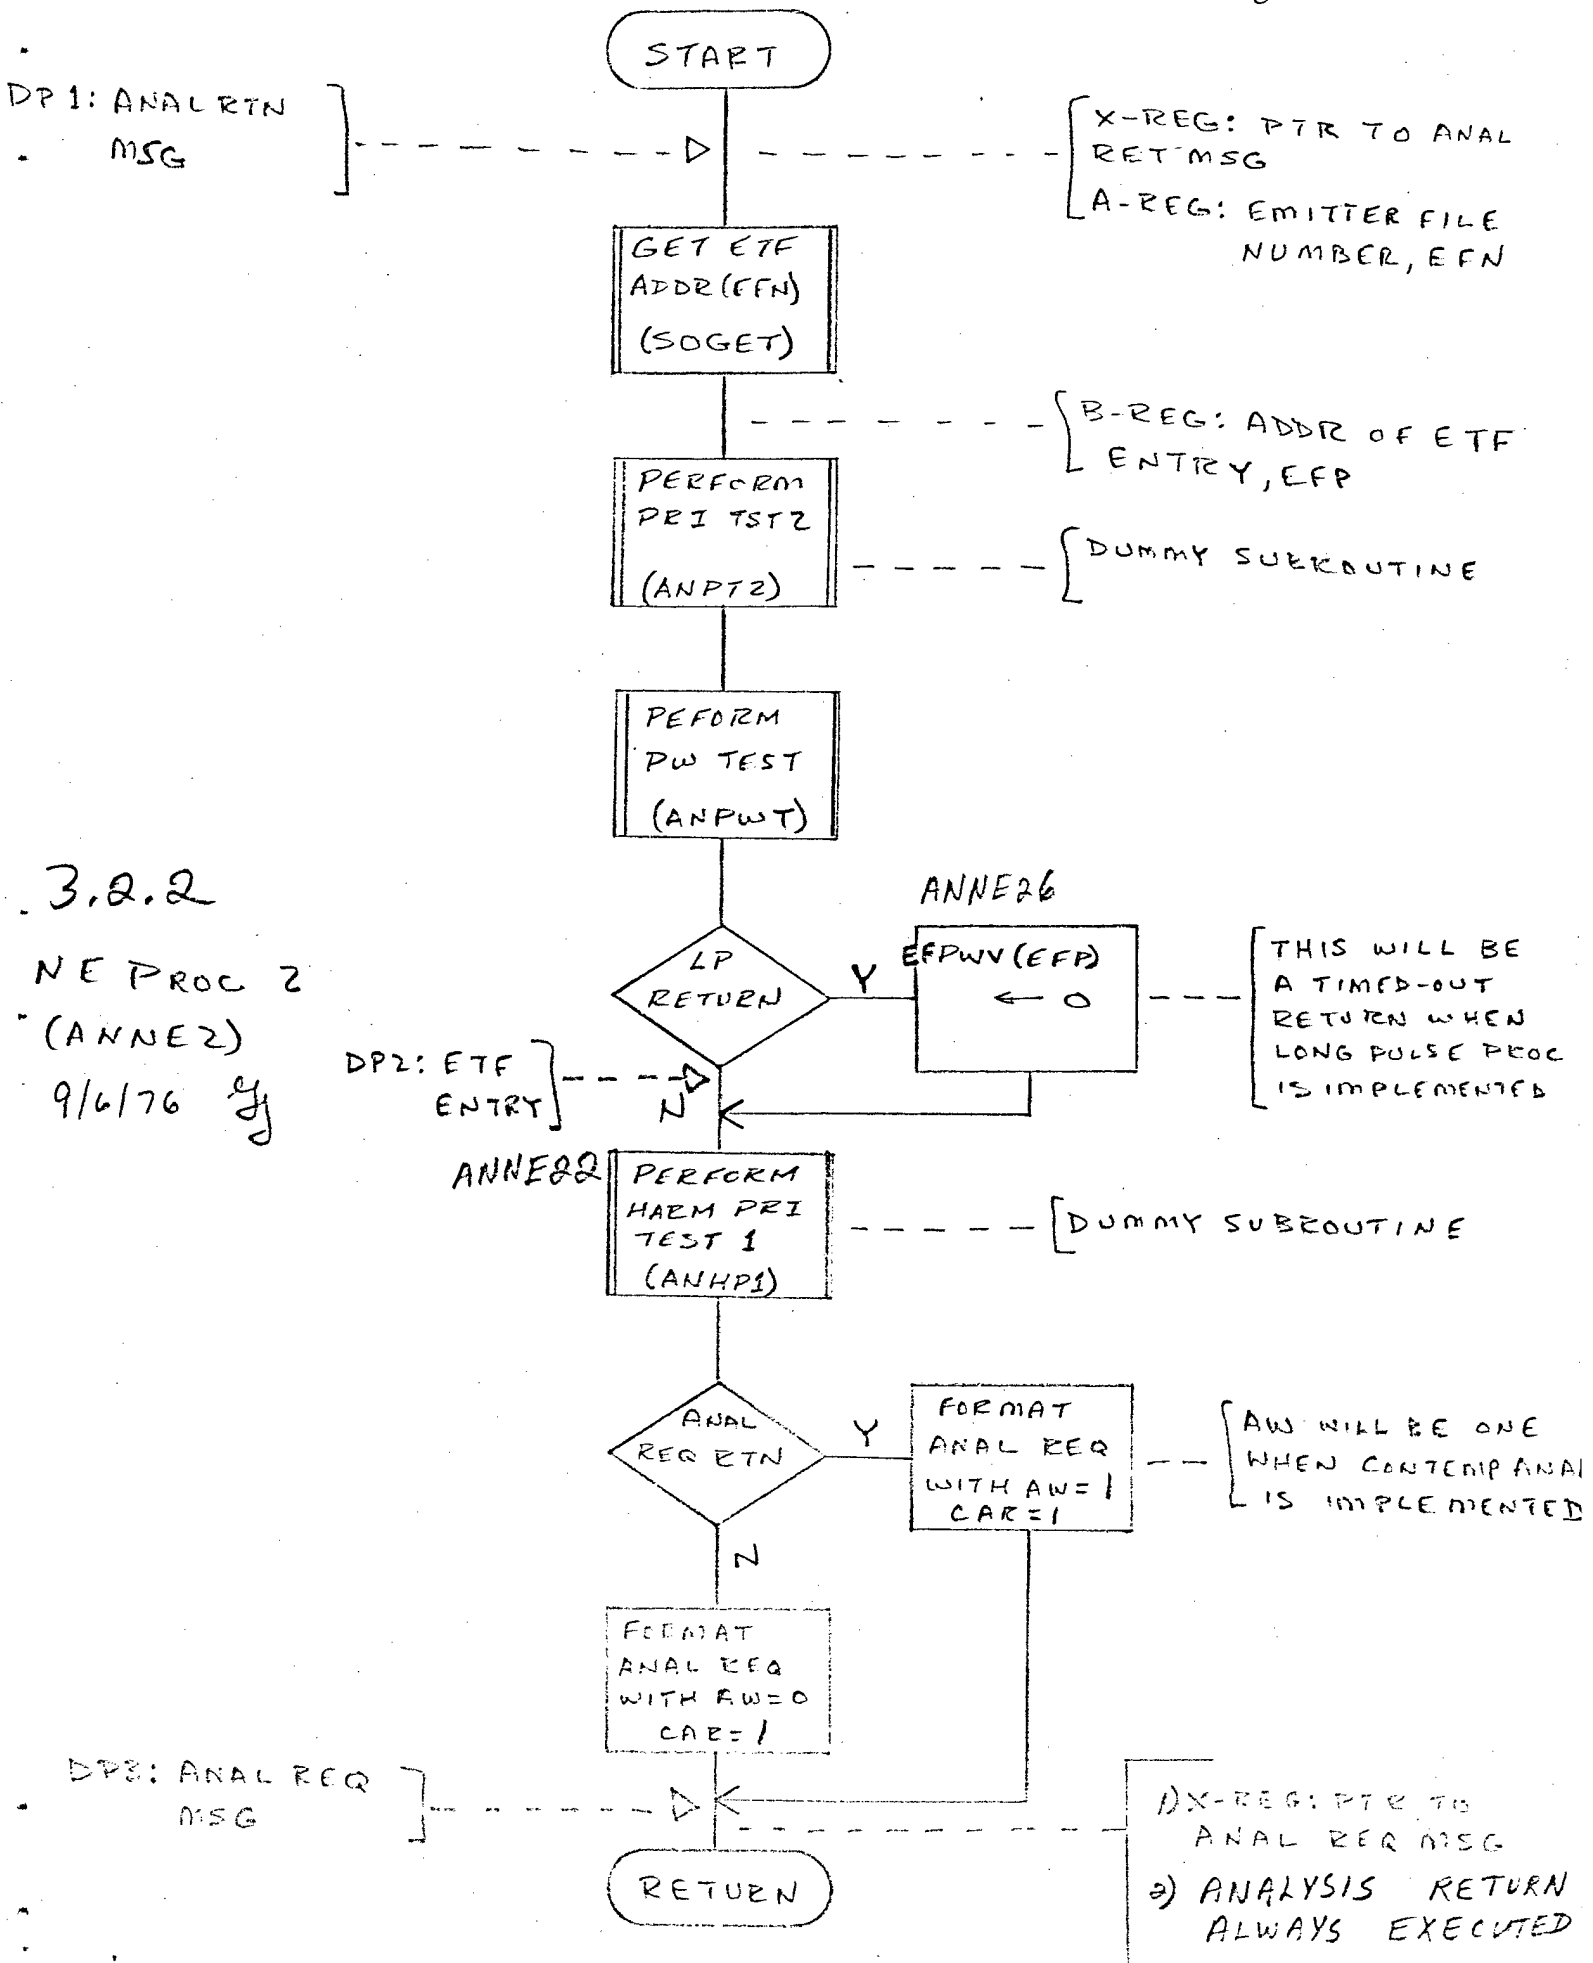 START
DP1: ANAL RTN
MSG
X-REG: PTR TO ANAL
RET MSG
A-REG: EMITTER FILE
NUMBER, EFN
GET ETF
ADDR (EFN)
(SOGET)
B-REG: ADDR OF ETF
ENTRY, EFP
PERFORM
PRI TST2
(ANPT2)
DUMMY SUBROUTINE
PEFORM
PW TEST
(ANPWT)
3.2.2
NE PROC 2
(ANNE2)
9/6/76
LP
RETURN
Y
ANNE26
EFPWV(EFP)
← 0
THIS WILL BE
A TIMED-OUT
RETURN WHEN
LONG PULSE PROC
IS IMPLEMENTED
DP2: ETF
ENTRY
N
ANNE22
PERFORM
HARM PRI
TEST 1
(ANHP1)
DUMMY SUBROUTINE
ANAL
REQ RTN
Y
FORMAT
ANAL REQ
WITH AW=1
CAR=1
AW WILL BE ONE
WHEN CONTEMP ANAL
IS IMPLEMENTED
N
FORMAT
ANAL REQ
WITH AW=0
CAR=1
DP3: ANAL REQ
MSG
1) X-REG: PTR TO
ANAL REQ MSG
2) ANALYSIS RETURN
ALWAYS EXECUTED
RETURN